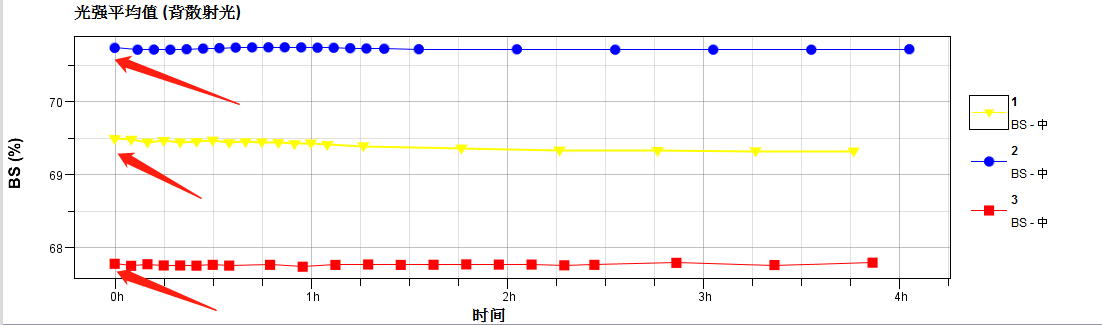 光强平均值 (背散射光)
BS (%)
70
69
68
0h 1h 2h 3h 4h
时间
1
BS - 中
2
BS - 中
3
BS - 中